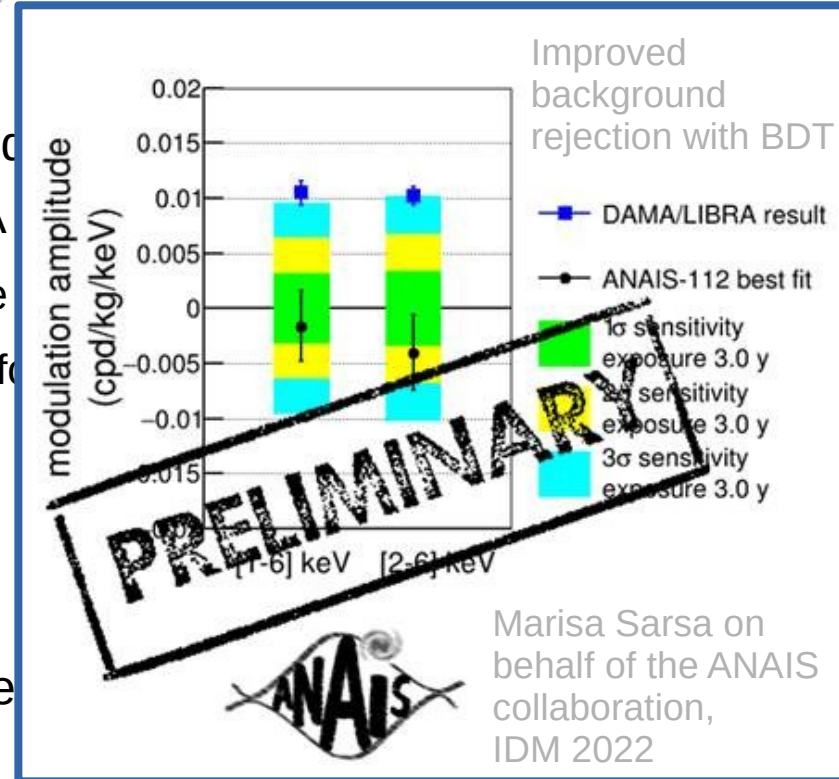 Improved
background
rejection with BDT
0.02
0.015
0.01
0.005
0
−0.005
−0.01
modulation amplitude
(cpd/kg/keV)
DAMA/LIBRA result
ANAIS-112 best fit
1σ sensitivity
exposure 3.0 y
sensitivity
exposure 3.0 y
3σ sensitivity
exposure 3.0 y
PRELIMINARY
[1-6] keV [2-6] keV
ANAIS
Marisa Sarsa on
behalf of the ANAIS
collaboration,
IDM 2022